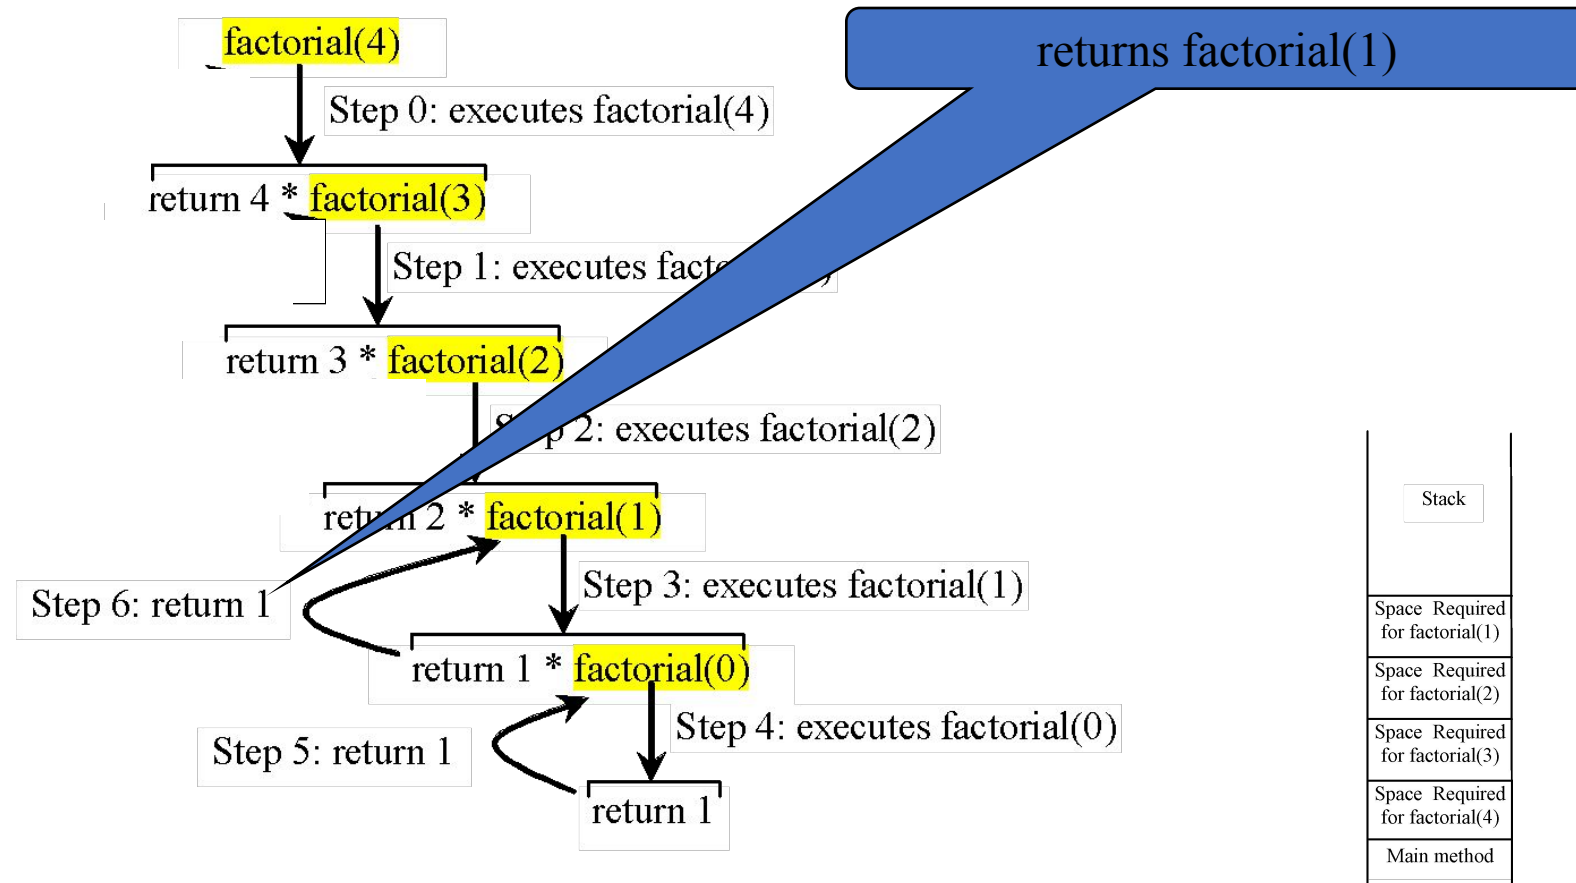 factorial(4)
returns factorial(1)
Step 0: executes factorial(4)
return 4 * factorial(3)
Step 1: executes
return 3 * factorial(2)
2: executes factorial(2)
return 2 * factorial(1)
Step 3: executes factorial(1)
Step 6: return 1
return 1 * factorial(0)
Step 4: executes factorial(0)
Step 5: return 1
return 1
Stack
Space Required
for factorial(1)
Space Required
for factorial(2)
Space Required
for factorial(3)
Space Required
for factorial(4)
Main method